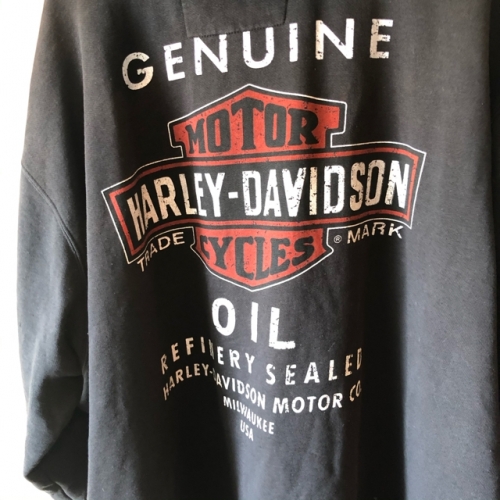 GENUINE
MOTOR
HARLEY-DAVIDSON
TRADE ® MARK
CYCLES
OIL
REFINERY SEALED
HARLEY-DAVIDSON MOTOR CO.
MILWAUKEE
USA